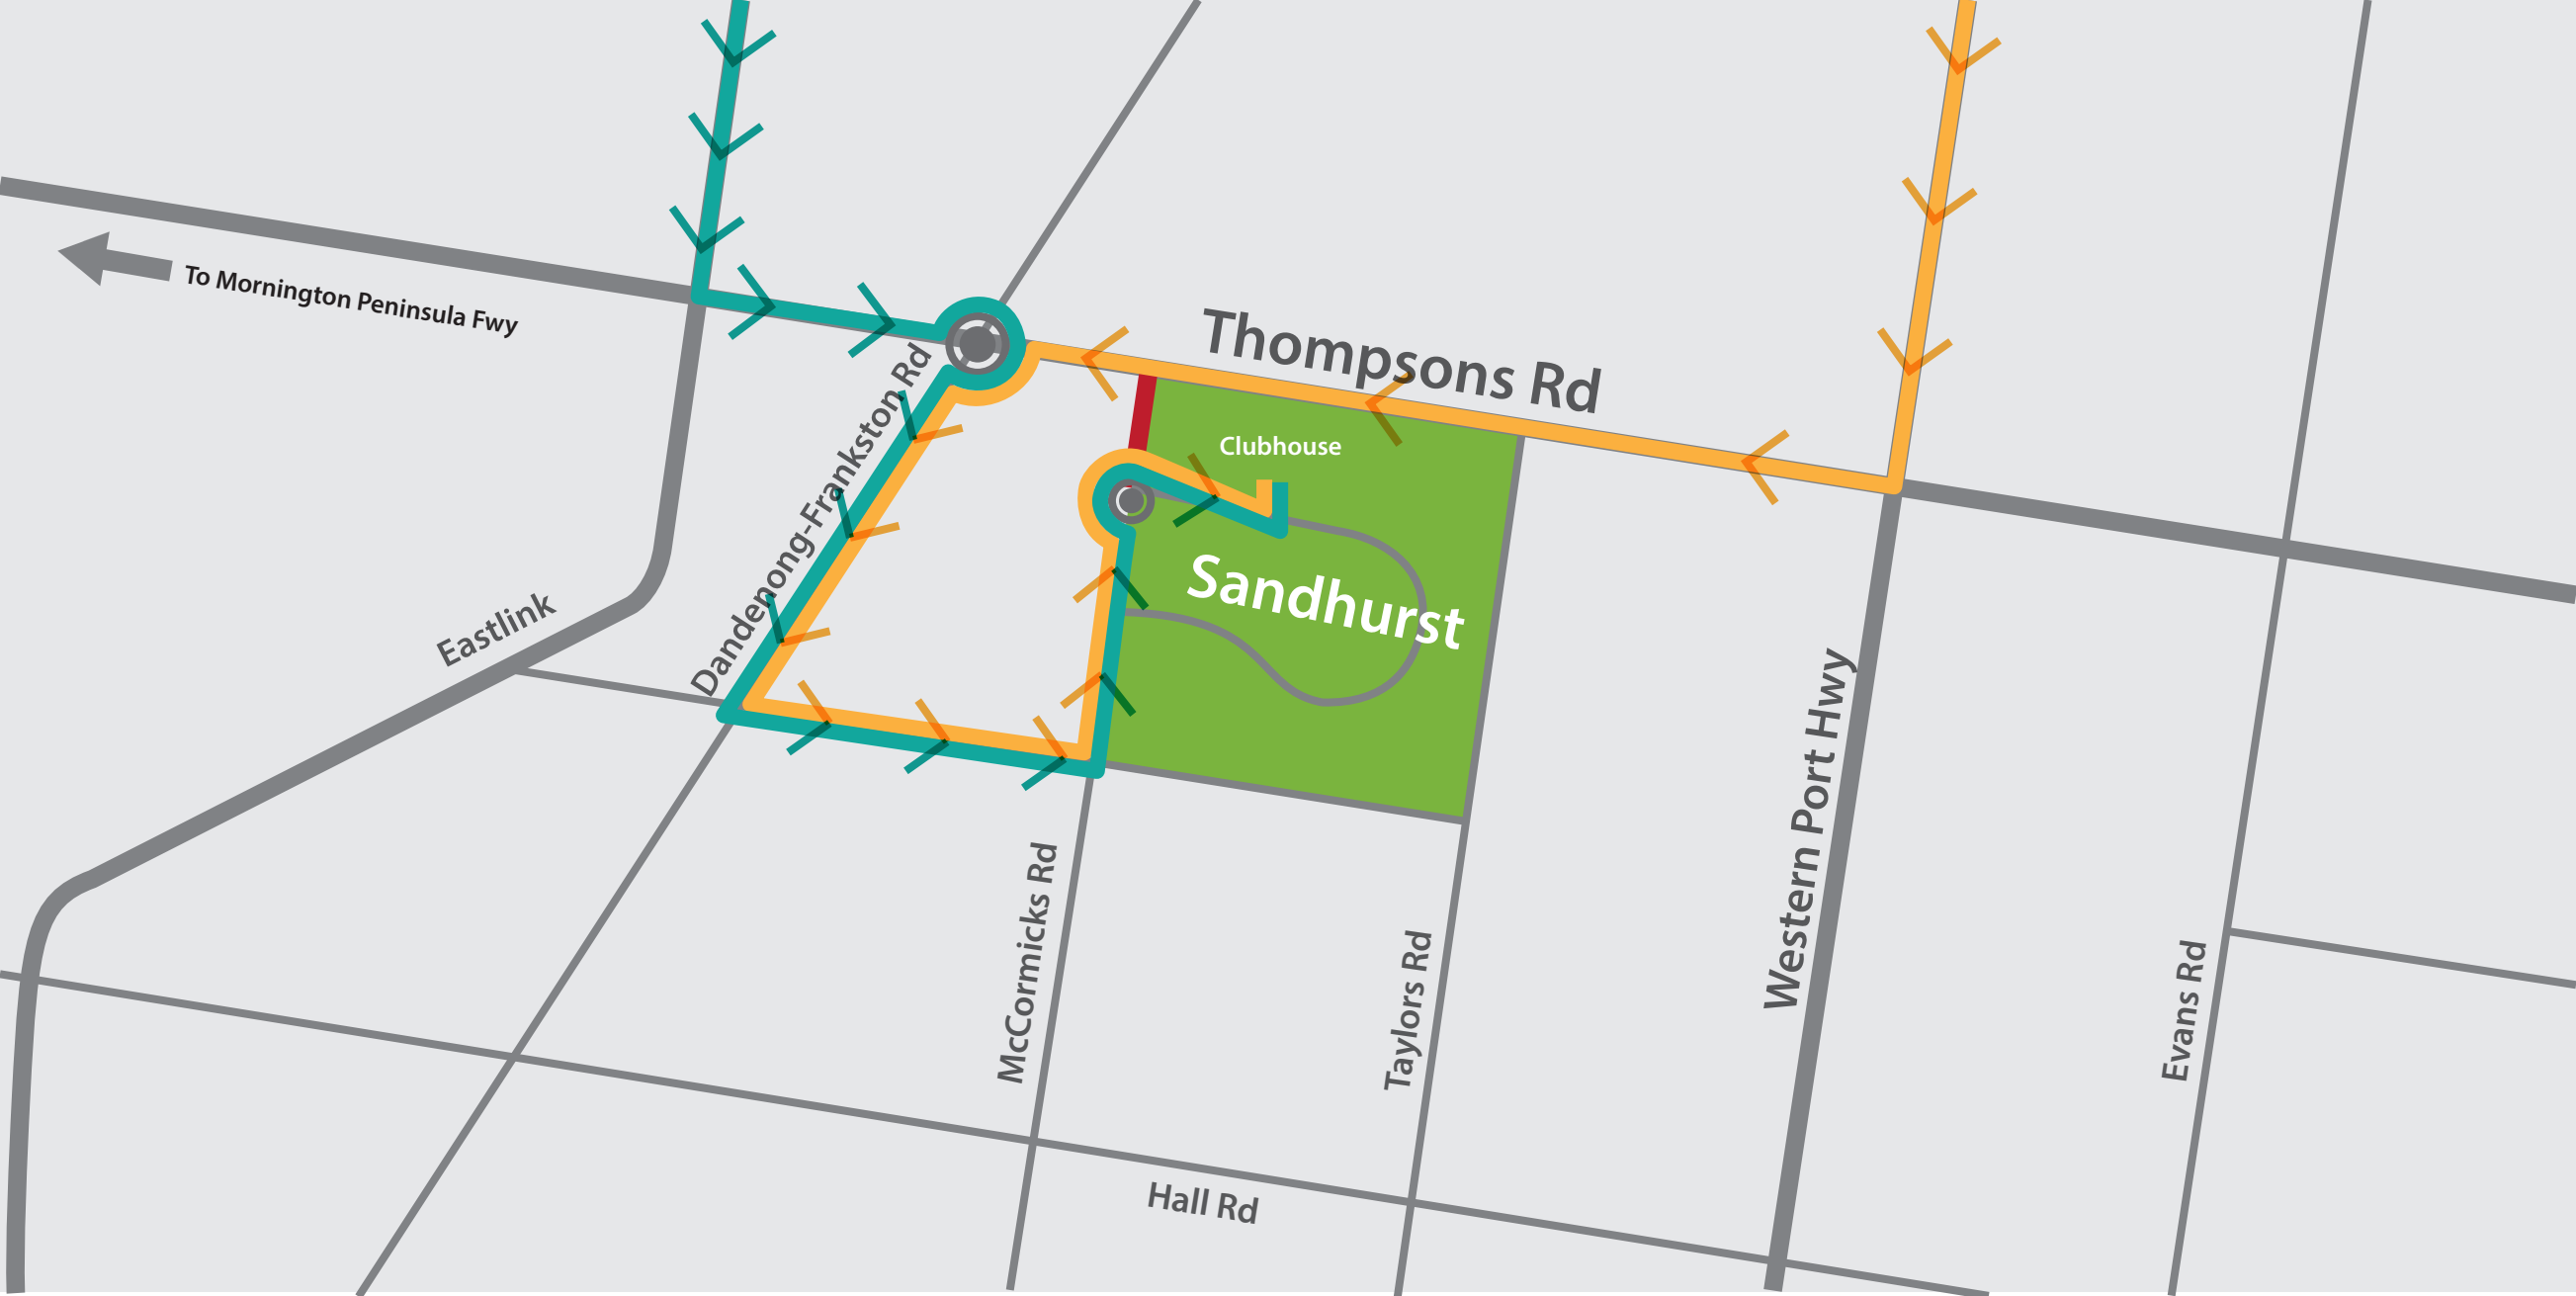 To Mornington Peninsula Fwy
Thompsons Rd
Dandenong-Frankston Rd
Clubhouse
Sandhurst
Eastlink
Western Port Hwy
McCormicks Rd
Taylors Rd
Evans Rd
Hall Rd